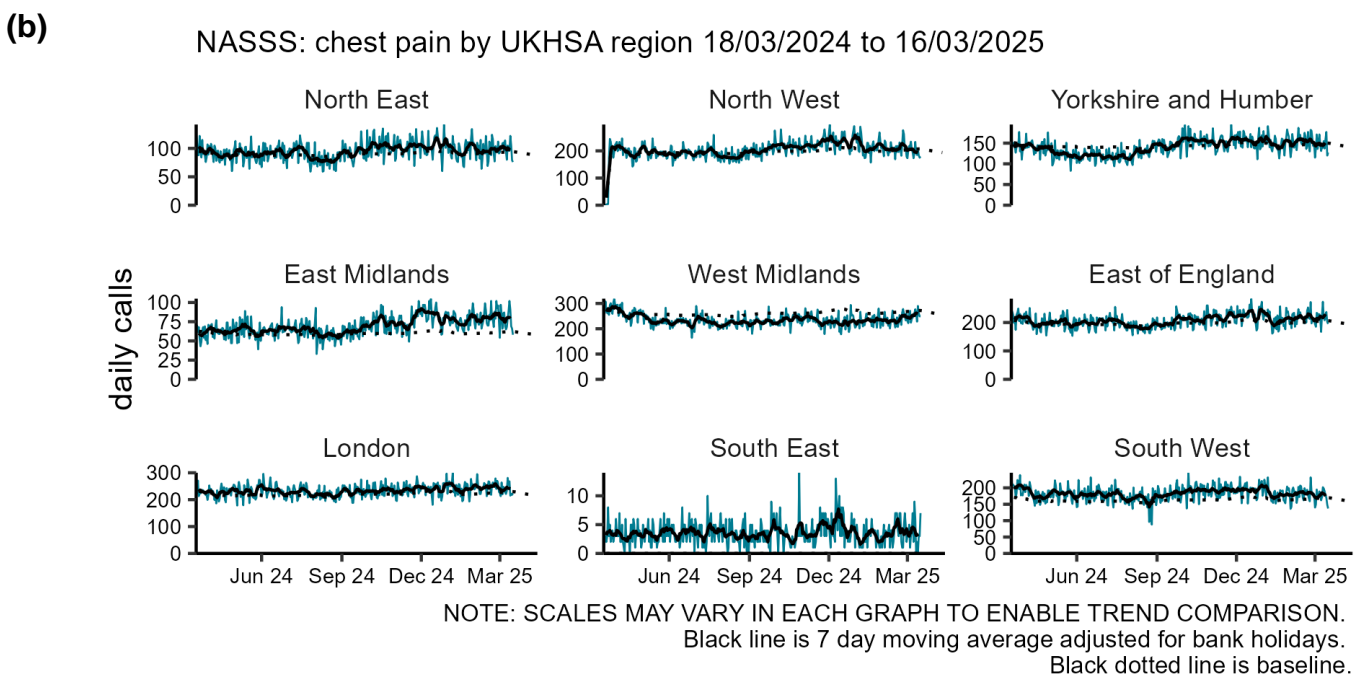 (b)
NASSS: chest pain by UKHSA region 18/03/2024 to 16/03/2025
daily calls
North East
100
50
0
North West
200
100
0
Yorkshire and Humber
150
100
50
0
East Midlands
100
75
50
25
0
West Midlands
300
200
100
0
East of England
200
100
0
London
300
200
100
0
Jun 24 Sep 24 Dec 24 Mar 25
South East
10
5
0
Jun 24 Sep 24 Dec 24 Mar 25
South West
200
150
100
50
0
Jun 24 Sep 24 Dec 24 Mar 25
NOTE: SCALES MAY VARY IN EACH GRAPH TO ENABLE TREND COMPARISON.
Black line is 7 day moving average adjusted for bank holidays.
Black dotted line is baseline.